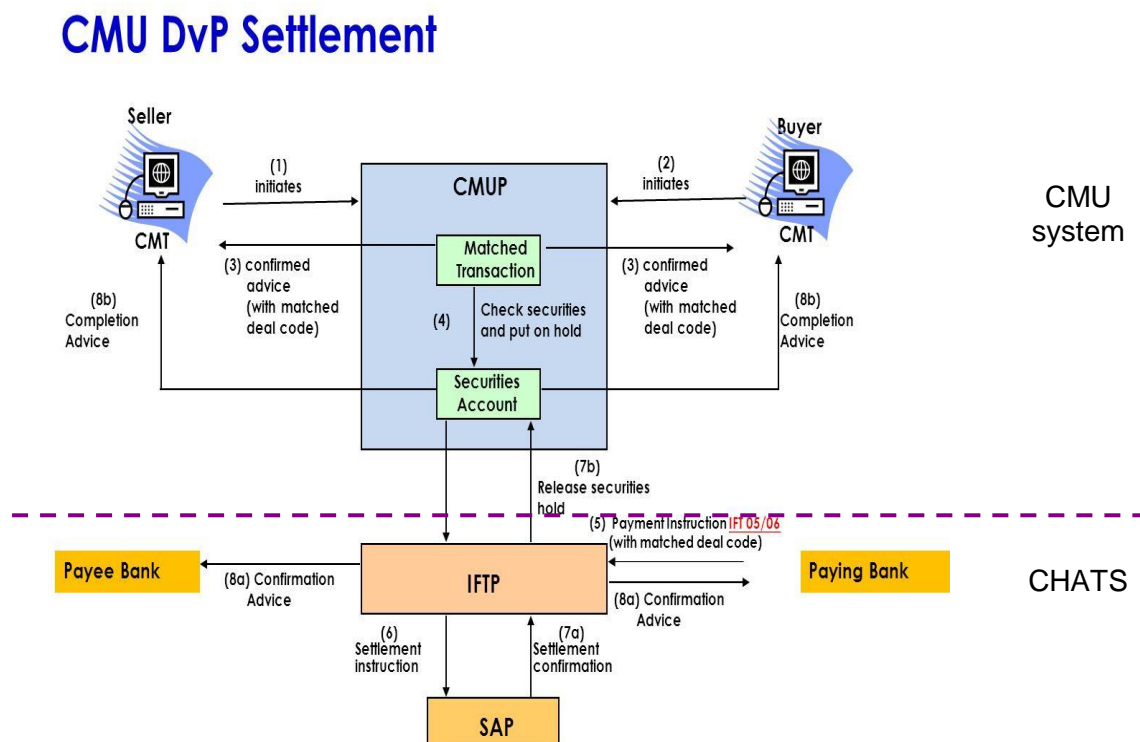 CMU DvP Settlement
Seller
Buyer
(1)
initiates
(2)
initiates
CMUP
CMU
system
CMT
CMT
Matched
Transaction
(3) confirmed
advice
(with matched
deal code)
(3) confirmed
advice
(with matched
deal code)
(4)
Check securities
and put on hold
(8b)
Completion
Advice
(8b)
Completion
Advice
Securities
Account
(7b)
Release securities
hold
(5) Payment Instruction IFT 05/06
(with matched deal code)
Payee Bank
(8a) Confirmation
Advice
IFTP
(8a) Confirmation
Advice
Paying Bank
CHATS
(6)
Settlement
instruction
(7a)
Settlement
confirmation
SAP